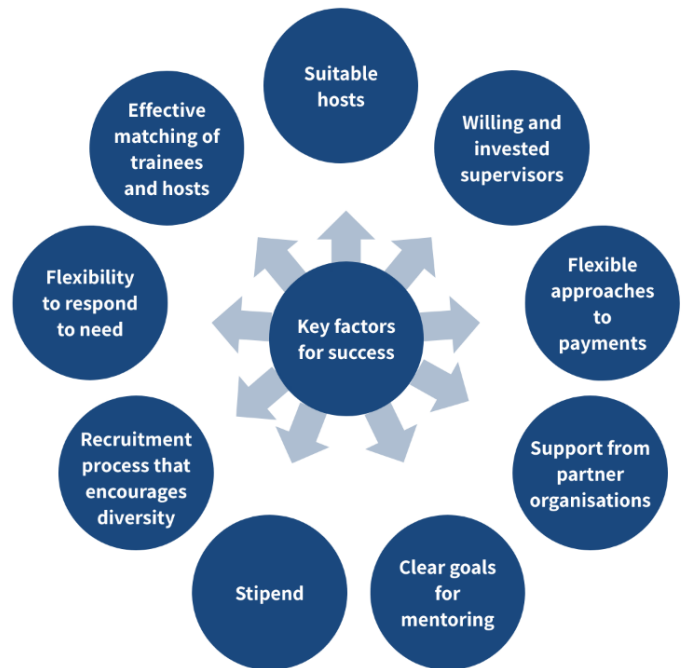 Suitable
hosts
Willing and
invested
supervisors
Flexible
approaches
to
payments
Support from
partner
organisations
Clear goals
for
mentoring
Stipend
Recruitment
process that
encourages
diversity
Flexibility
to respond
to need
Effective
matching of
trainees
and hosts
Key factors
for success